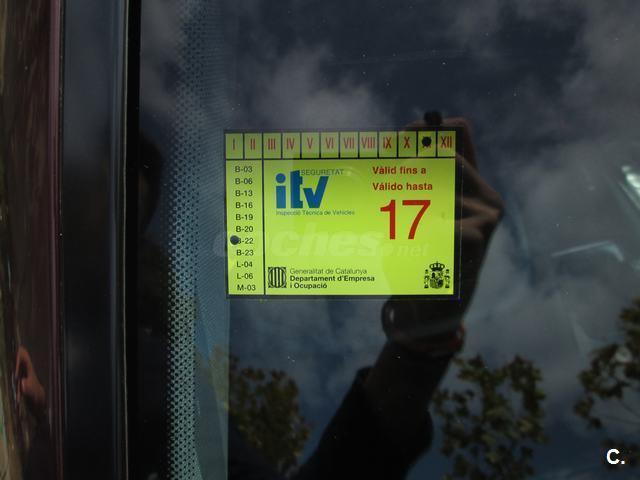 I II III IV V VI VII VIII IX X XII
B-03
B-06
B-13
B-16
B-19
B-20
B-22
B-23
L-04
L-06
M-03
SEGURETAT
itv
Inspecció Tècnica de Vehicles
Vàlid fins a
Válido hasta
17
coches.net
Generalitat de Catalunya
Departament d'Empresa
i Ocupació
C.